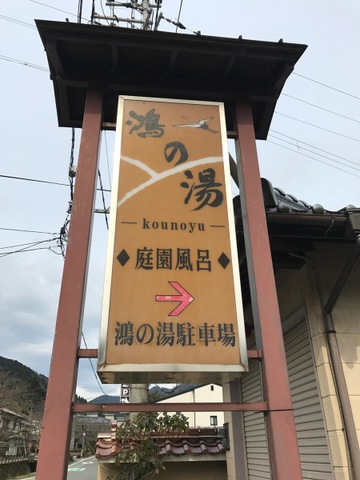 鴻の湯
— kounoyu —
◆庭園風呂◆
→
鴻の湯駐車場